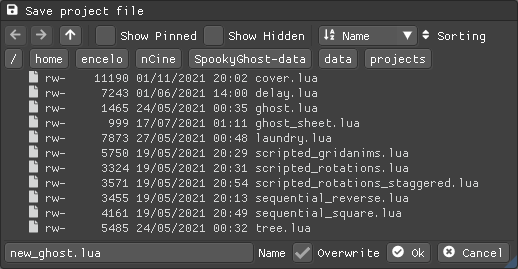 Save project file
Show Pinned Show Hidden Name Sorting
/ home encelo nCine SpookyGhost-data data projects
rw- 11190 01/11/2021 20:02 cover.lua
rw- 7243 01/06/2021 14:00 delay.lua
rw- 1465 24/05/2021 00:35 ghost.lua
rw- 999 17/07/2021 01:11 ghost_sheet.lua
rw- 7873 27/05/2021 00:48 laundry.lua
rw- 5750 19/05/2021 20:29 scripted_gridanims.lua
rw- 3324 19/05/2021 20:31 scripted_rotations.lua
rw- 3571 19/05/2021 20:54 scripted_rotations_staggered.lua
rw- 3455 19/05/2021 20:13 sequential_reverse.lua
rw- 4161 19/05/2021 20:49 sequential_square.lua
rw- 5485 24/05/2021 00:32 tree.lua
new_ghost.lua Name Overwrite Ok Cancel